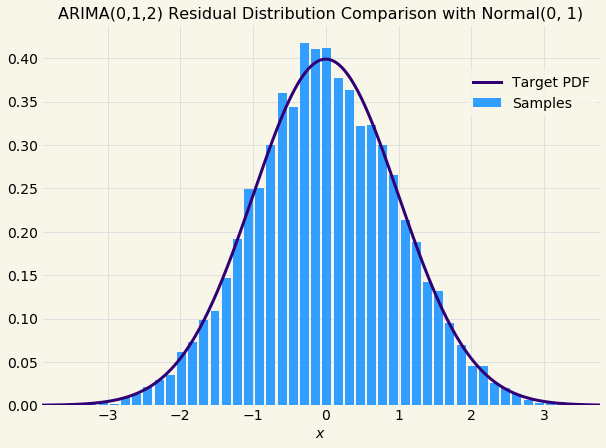 ARIMA(0,1,2) Residual Distribution Comparison with Normal(0, 1)
0.40
0.35
0.30
0.25
0.20
0.15
0.10
0.05
0.00
Target PDF
Samples
−3 −2 −1 0 1 2 3
x